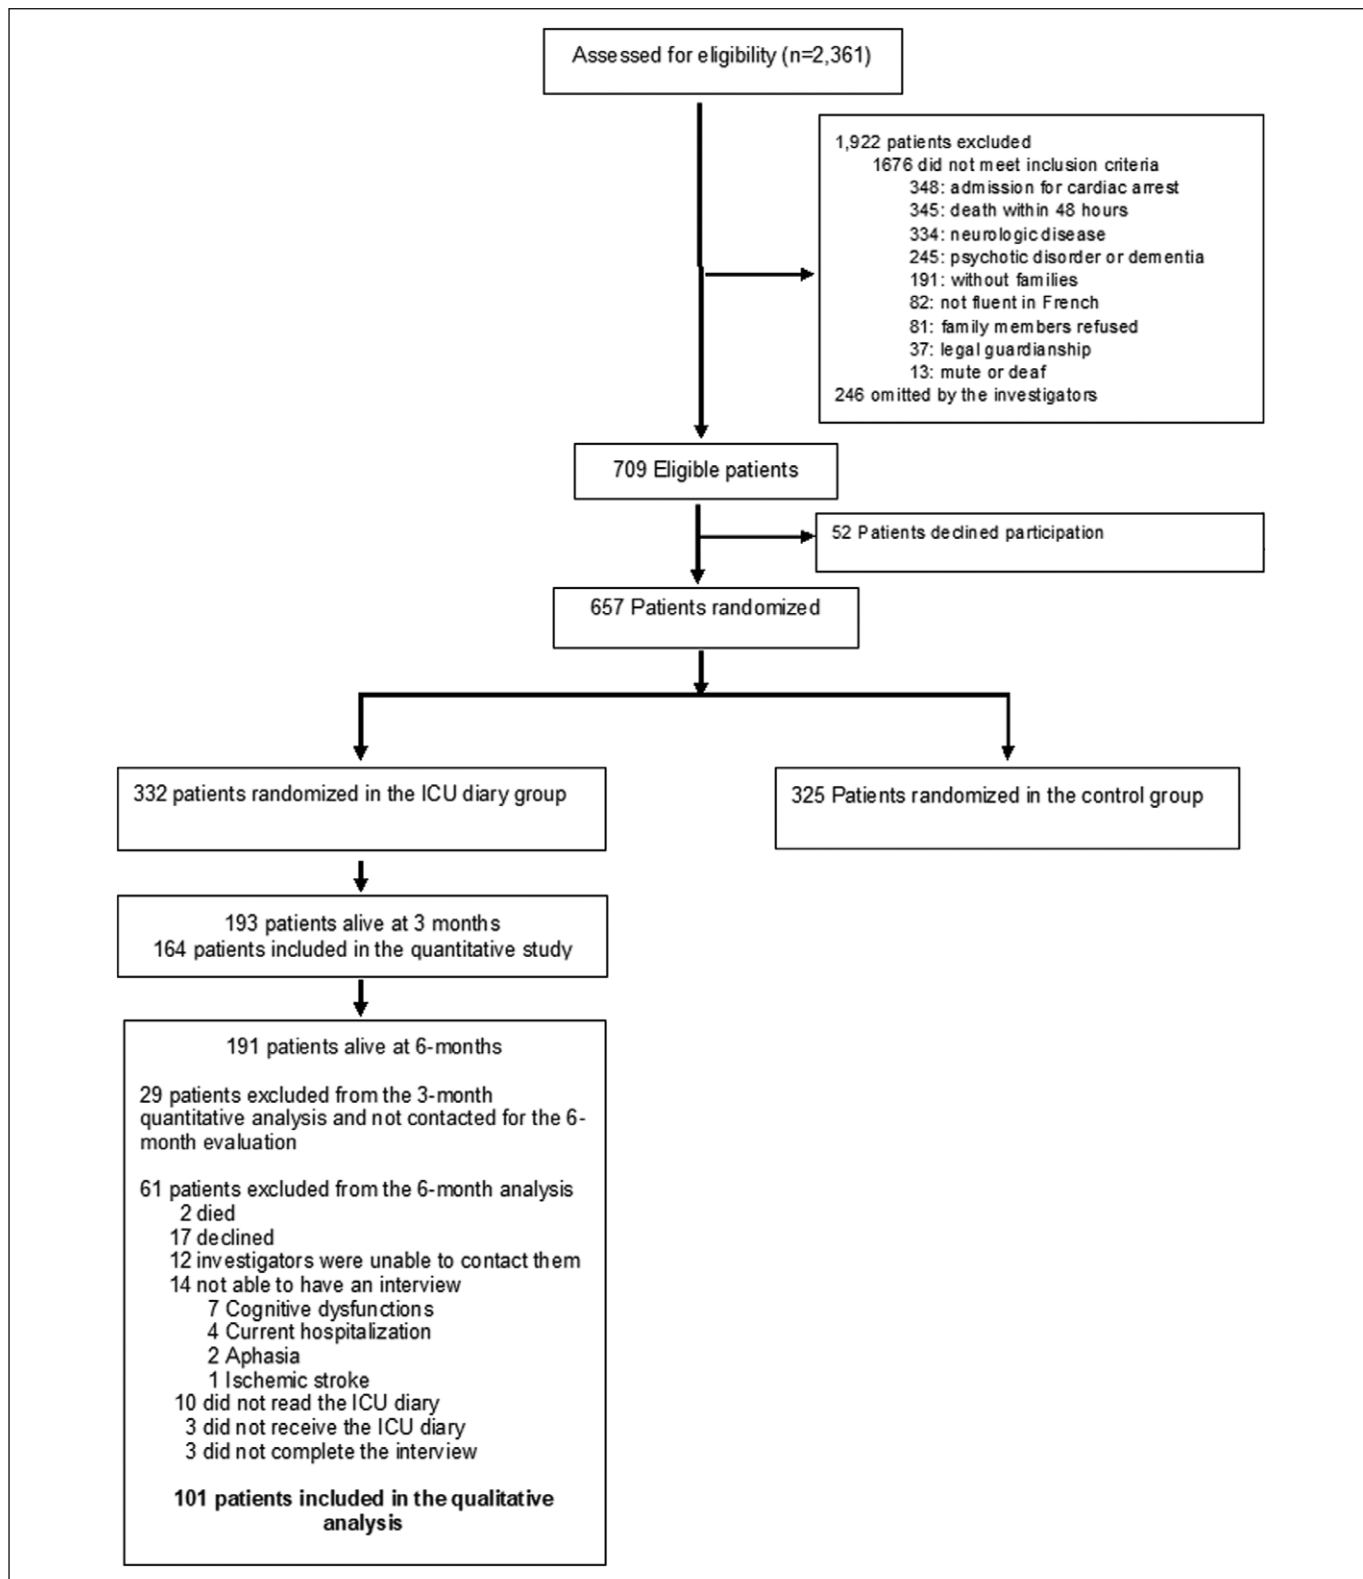 Assessed for eligibility (n=2,361)
1,922 patients excluded
1676 did not meet inclusion criteria
348: admission for cardiac arrest
345: death within 48 hours
334: neurologic disease
245: psychotic disorder or dementia
191: without families
82: not fluent in French
81: family members refused
37: legal guardianship
13: mute or deaf
246 omitted by the investigators
709 Eligible patients
52 Patients declined participation
657 Patients randomized
332 patients randomized in the ICU diary group
325 Patients randomized in the control group
193 patients alive at 3 months
164 patients included in the quantitative study
191 patients alive at 6-months
29 patients excluded from the 3-month
quantitative analysis and not contacted for the 6-
month evaluation
61 patients excluded from the 6-month analysis
2 died
17 declined
12 investigators were unable to contact them
14 not able to have an interview
7 Cognitive dysfunctions
4 Current hospitalization
2 Aphasia
1 Ischemic stroke
10 did not read the ICU diary
3 did not receive the ICU diary
3 did not complete the interview
101 patients included in the qualitative
analysis